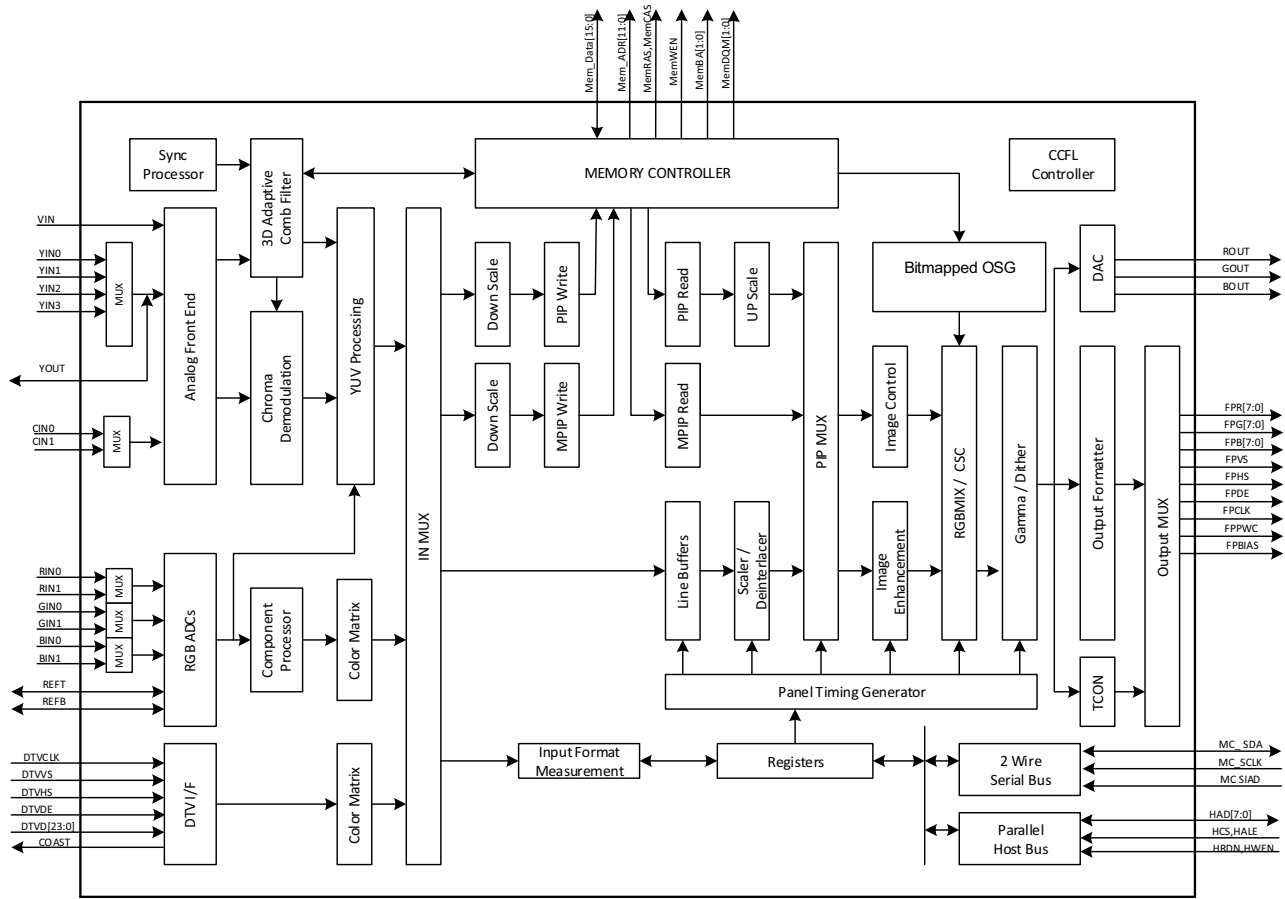 Mem_Data[15:0]
Mem_ADR[11:0]
MemRAS,MemCAS
MemWEN
MemBA[1:0]
MemDQM[1:0]
Sync
Processor
3D Adaptive
Comb Filter
MEMORY CONTROLLER
CCFL
Controller
VIN
YIN0
YIN1
YIN2
YIN3
MUX
YOUT
CIN0
CIN1
MUX
Analog Front End
Chroma
Demodulation
YUV Processing
IN MUX
Down Scale
PIP Write
PIP Read
UP Scale
Down Scale
MPIP Write
MPIP Read
PIP MUX
Bitmapped OSG
Image Control
RGBMIX / CSC
Gamma / Dither
DAC
ROUT
GOUT
BOUT
Output Formatter
Output MUX
FPR[7:0]
FPG[7:0]
FPB[7:0]
FPVS
FPHS
FPDE
FPCLK
FPPWC
FPBIAS
RIN0
RIN1
GIN0
GIN1
BIN0
BIN1
MUX
MUX
MUX
REFT
REFB
RGB ADCs
Component
Processor
Color Matrix
Line Buffers
Scaler /
Deinterlacer
Image
Enhancement
Panel Timing Generator
TCON
DTVCLK
DTVVS
DTVHS
DTVDE
DTVD[23:0]
COAST
DTV I/F
Color Matrix
Input Format
Measurement
Registers
2 Wire
Serial Bus
MC_ SDA
MC_SCLK
MC SIAD
Parallel
Host Bus
HAD[7:0]
HCS,HALE
HRDN,HWEN